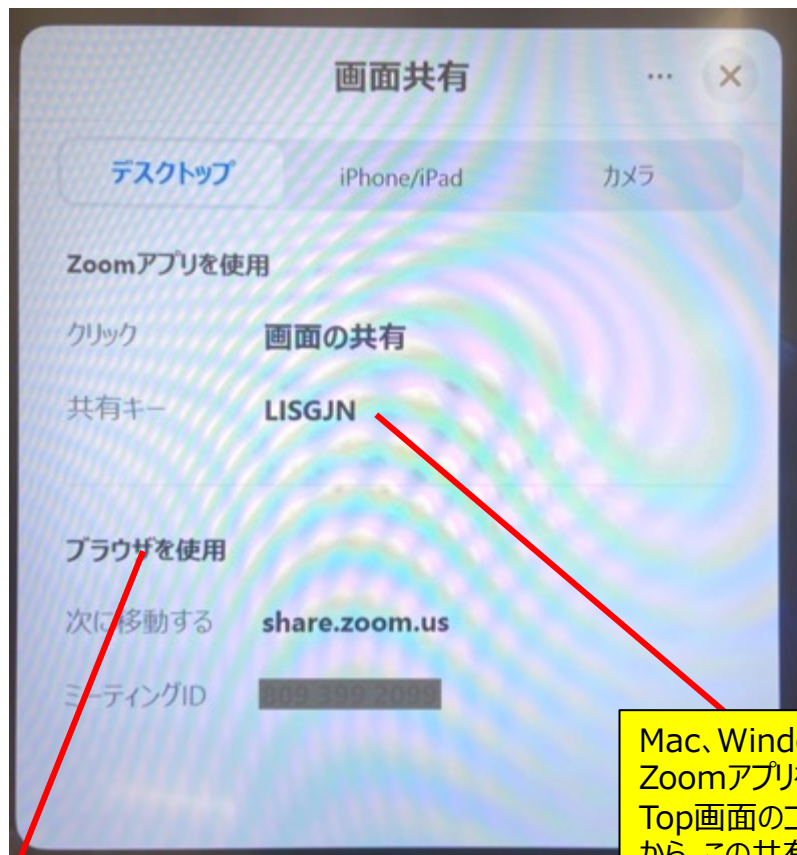 画面共有
...
×
デスクトップ
iPhone/iPad
カメラ
Zoomアプリを使用
クリック 画面の共有
共有キー LISGJN
ブラウザを使用
次に移動する share.zoom.us
ミーティングID
Mac、Wind
Zoomアプリ
Top画面の